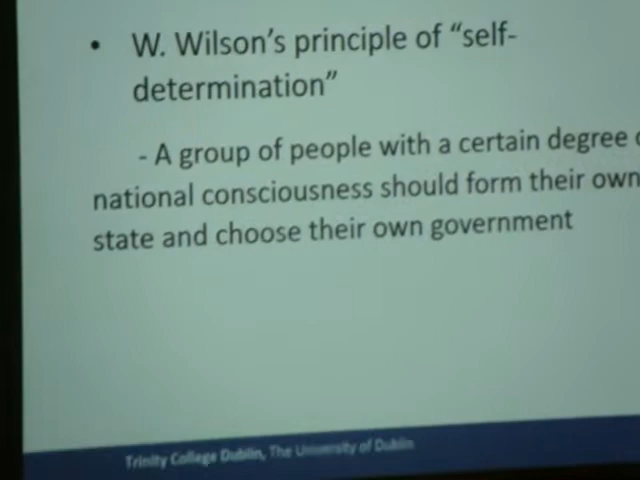 • W. Wilson's principle of “self-
determination”
- A group of people with a certain degree
national consciousness should form their own
state and choose their own government
Trinity College Dublin, The University of Dublin